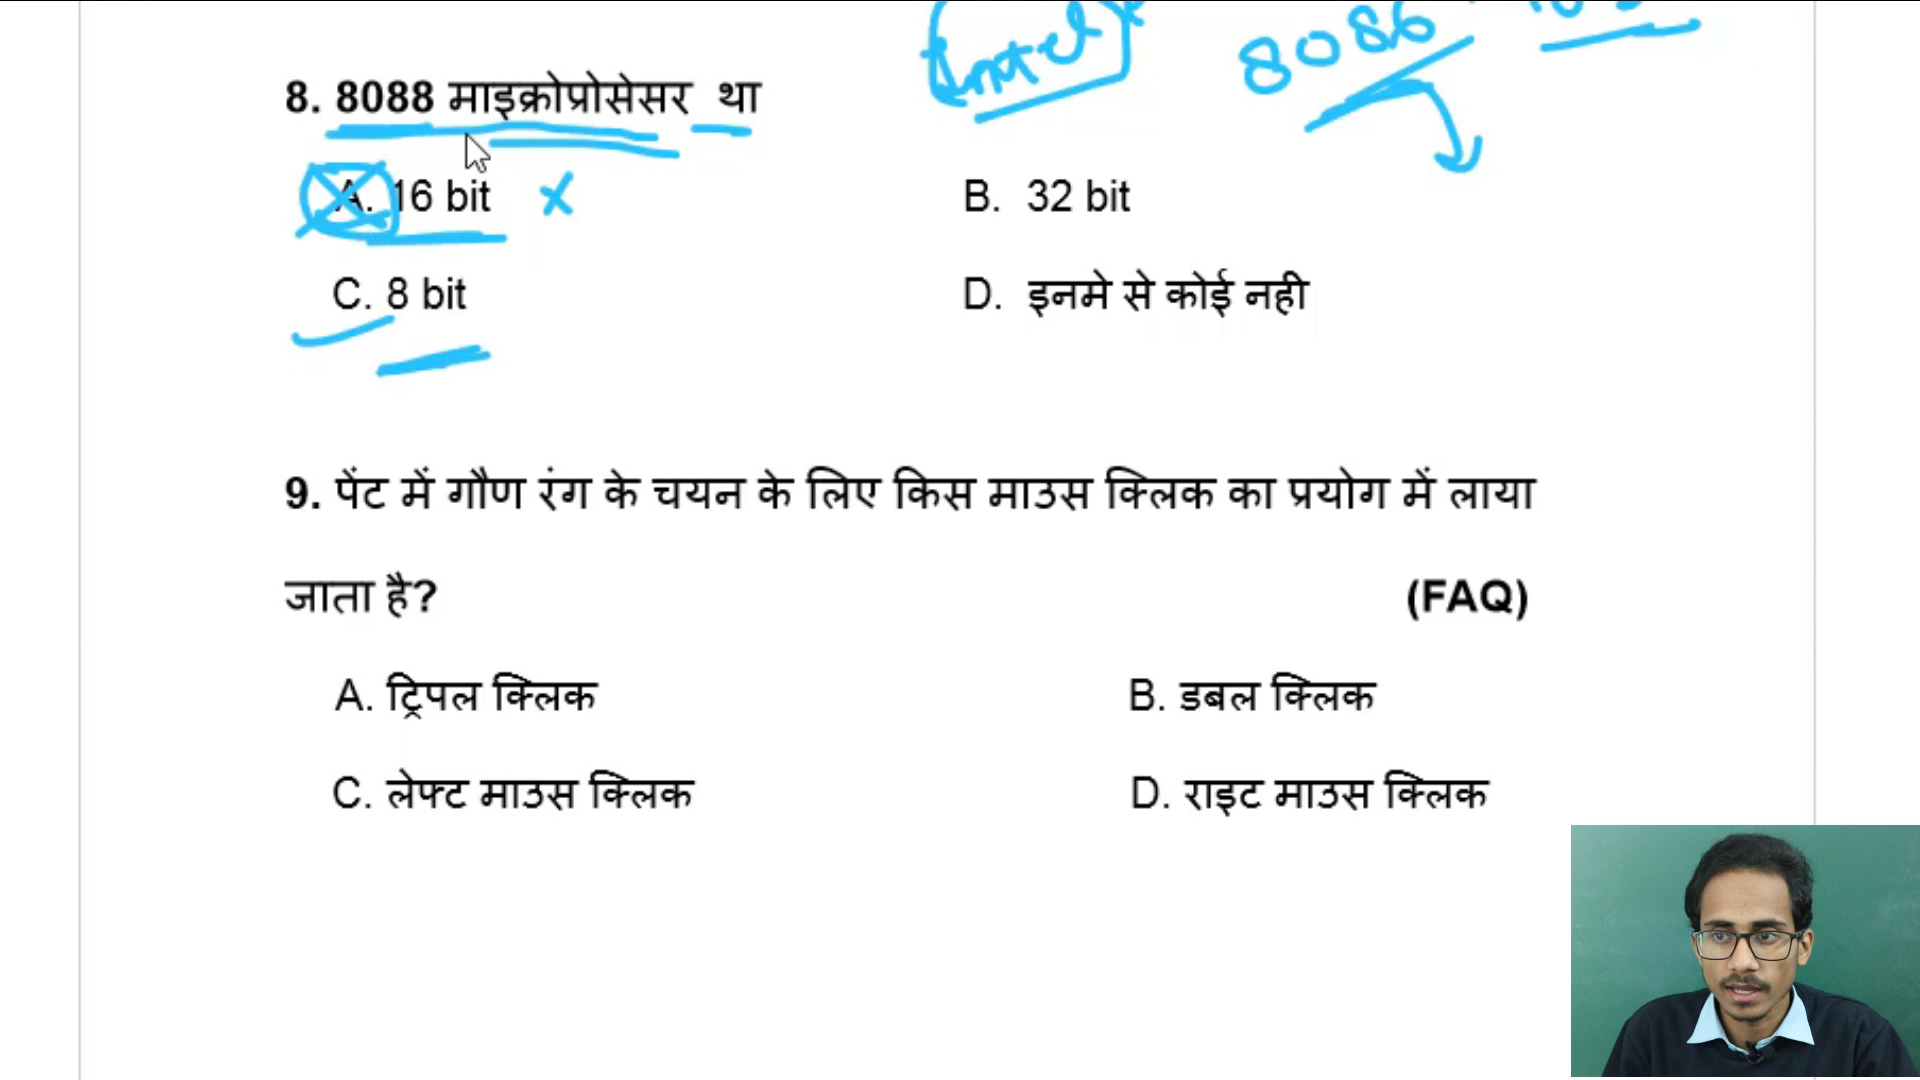 Intel 8086
8. 8088 माइक्रोप्रोसेसर था
A. 16 bit x B. 32 bit
C. 8 bit D. इनमे से कोई नही
9. पेंट में गौण रंग के चयन के लिए किस माउस क्लिक का प्रयोग में लाया
जाता है? (FAQ)
A. ट्रिपल क्लिक B. डबल क्लिक
C. लेफ्ट माउस क्लिक D. राइट माउस क्लिक